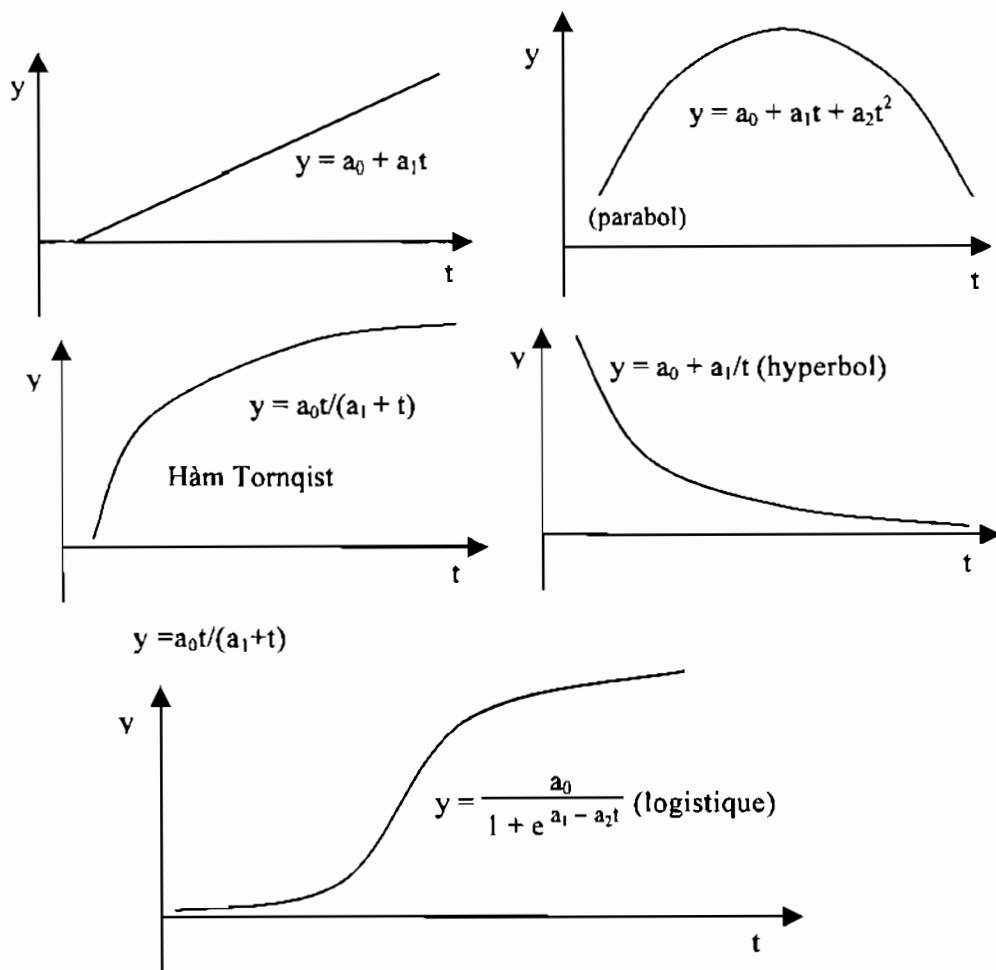 y
y = a₀ + a₁t
t
y
y = a₀ + a₁t + a₂t²
(parabol)
t
y
y = a₀t/(a₁ + t)
Hàm Tornqist
t
y
y = a₀ + a₁/t (hyperbol)
t
y =a₀t/(a₁+t)
y
y = a₀ / (1 + e^(a₁ − a₂t)) (logistique)
t